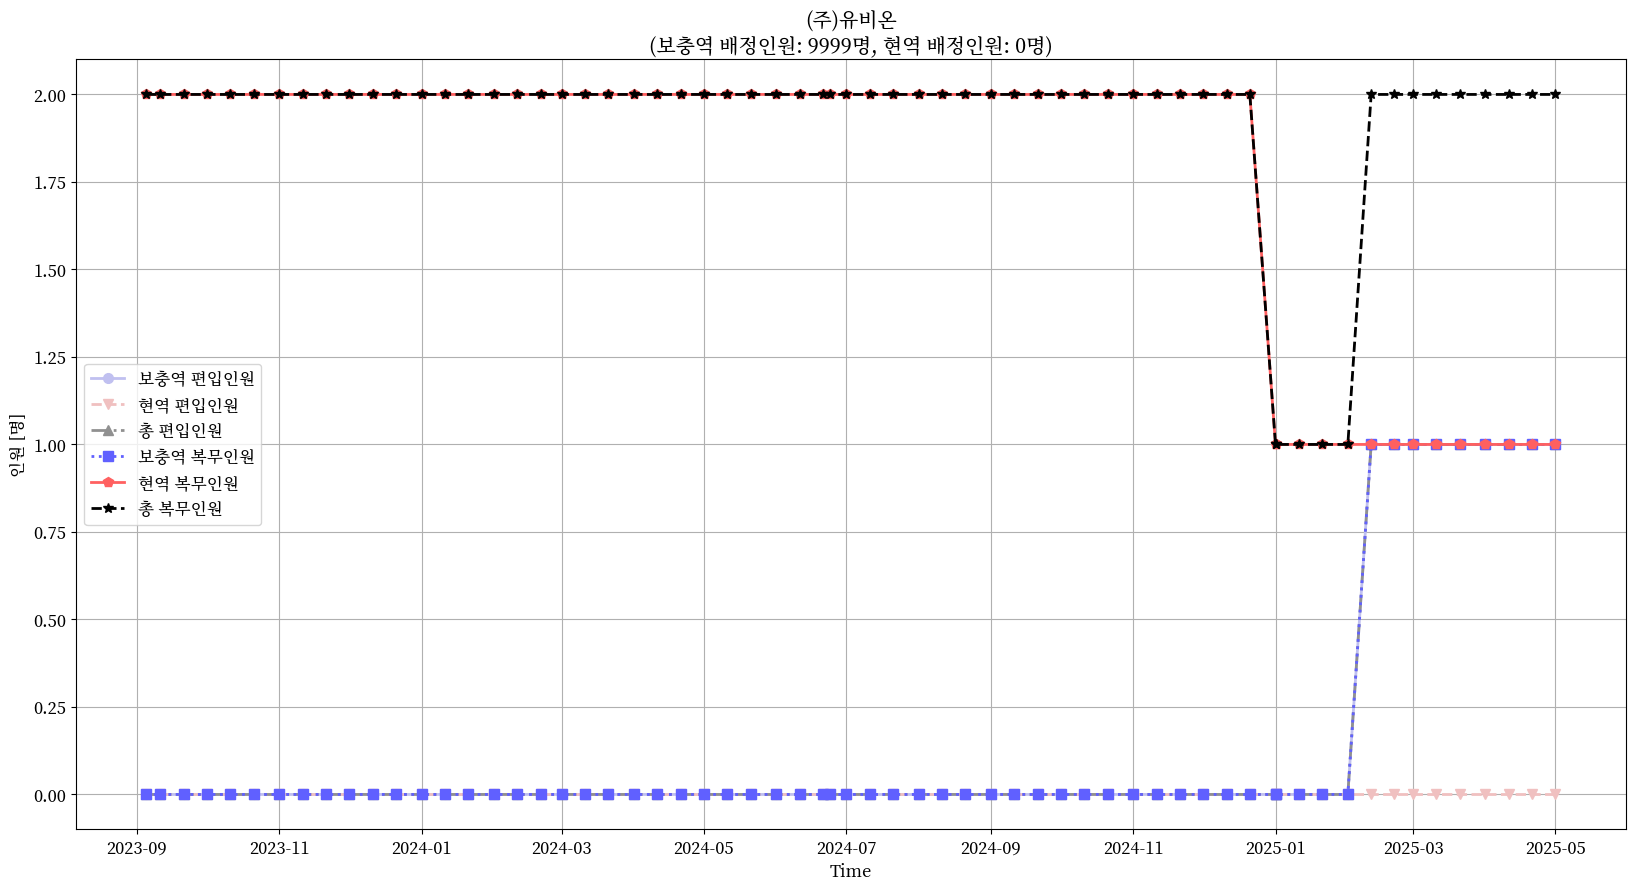 (주)유비온
(보충역 배정인원: 9999명, 현역 배정인원: 0명)
인원 [명]
2.00
1.75
1.50
1.25
1.00
0.75
0.50
0.25
0.00
보충역 편입인원
현역 편입인원
총 편입인원
보충역 복무인원
현역 복무인원
총 복무인원
2023-09 2023-11 2024-01 2024-03 2024-05 2024-07 2024-09 2024-11 2025-01 2025-03 2025-05
Time